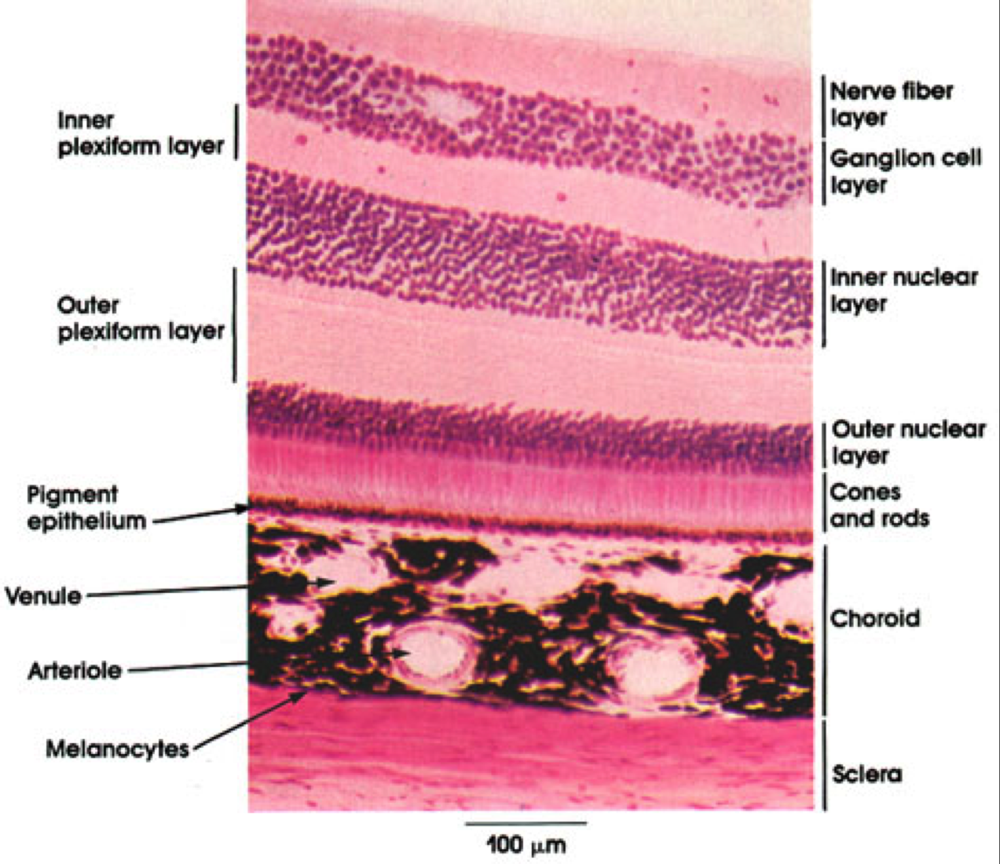 Inner
plexiform layer
Outer
plexiform layer
Pigment
epithelium
Venule
Arteriole
Melanocytes
Nerve fiber
layer
Ganglion cell
layer
Inner nuclear
layer
Outer nuclear
layer
Cones
and rods
Choroid
Sclera
100 μm